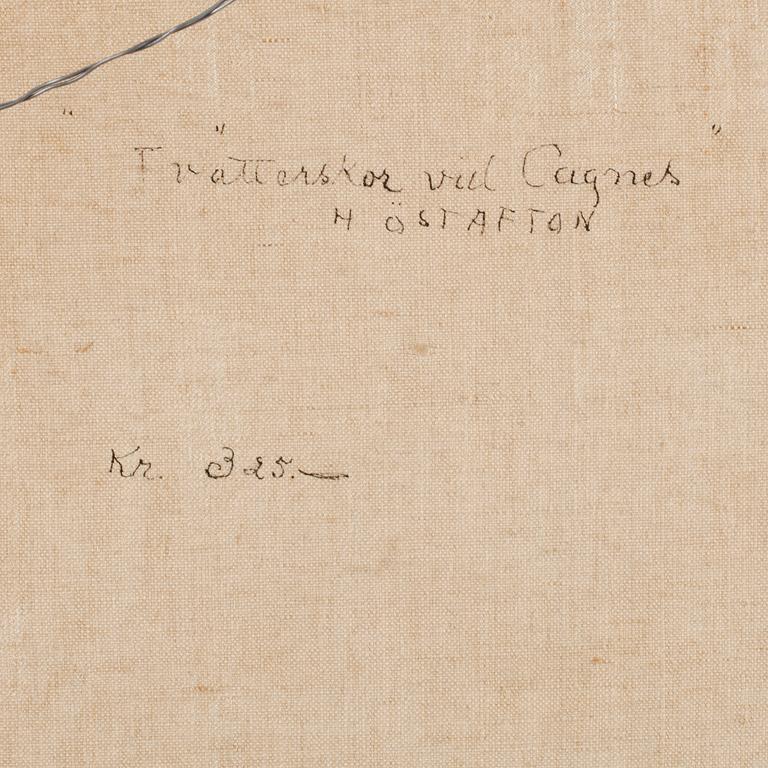 "Tvätterskor vid Cagnes"
HÖSTAFTON
Kr. 325.—